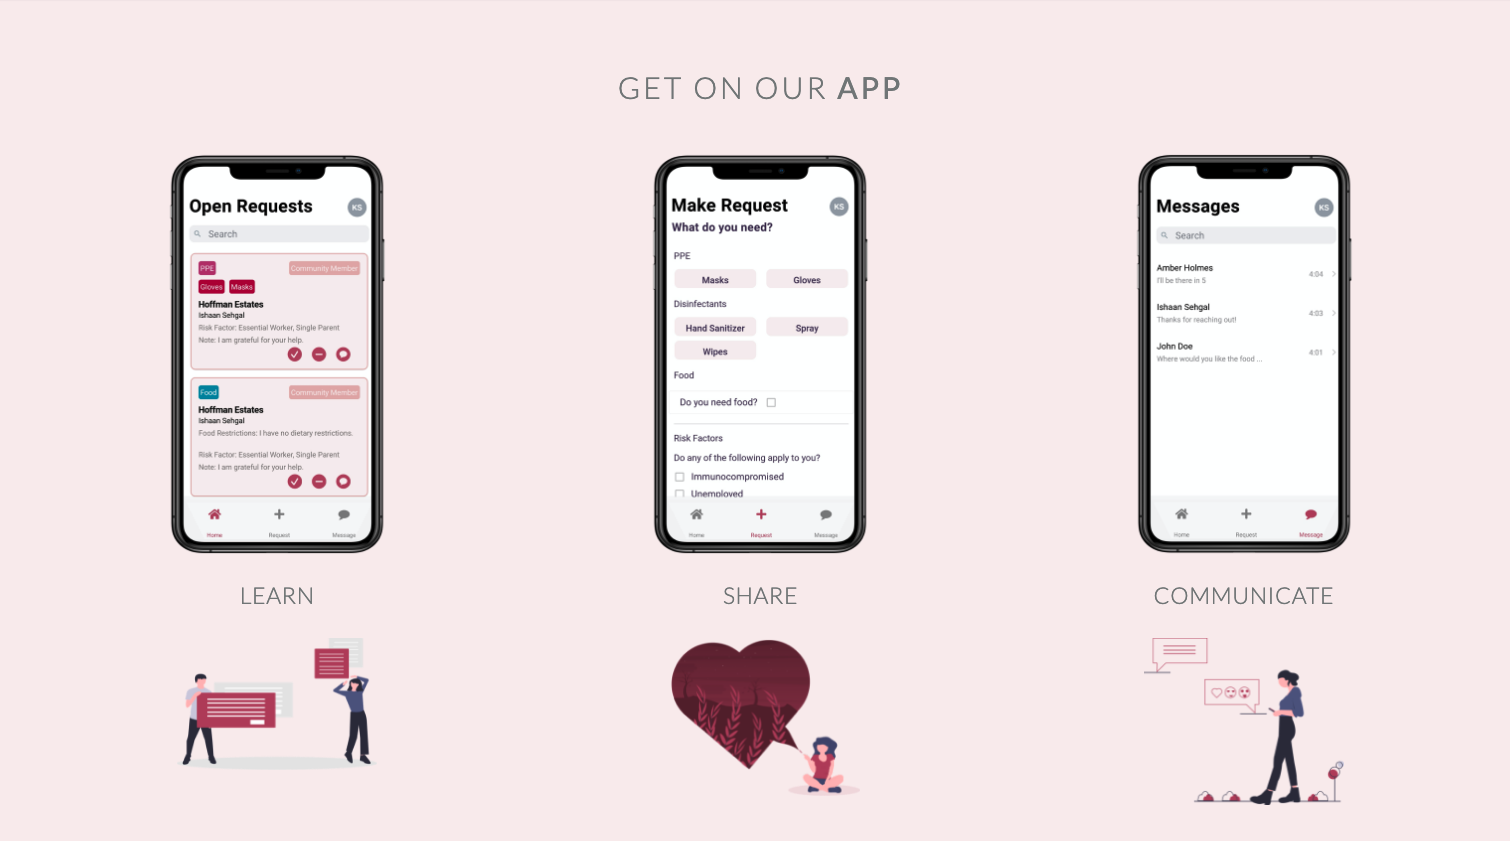 GET ON OUR APP
Open Requests
KS
Search
PPE
Community Member
Gloves
Masks
Hoffman Estates
Ishaan Sehgal
Risk Factor: Essential Worker, Single Parent
Note: I am grateful for your help.
Food
Community Member
Hoffman Estates
Ishaan Sehgal
Food Restrictions: I have no dietary restrictions.
Risk Factor: Essential Worker, Single Parent
Note: I am grateful for your help.
Home
Request
Message
LEARN
Make Request
KS
What do you need?
PPE
Masks
Gloves
Disinfectants
Hand Sanitizer
Spray
Wipes
Food
Do you need food?
Risk Factors
Do any of the following apply to you?
Immunocompromised
Unemployed
Home
Request
Message
SHARE
Messages
KS
Search
Amber Holmes
I'll be there in 5
4:04
Ishaan Sehgal
Thanks for reaching out!
4:03
John Doe
Where would you like the food ...
4:01
Home
Request
Message
COMMUNICATE